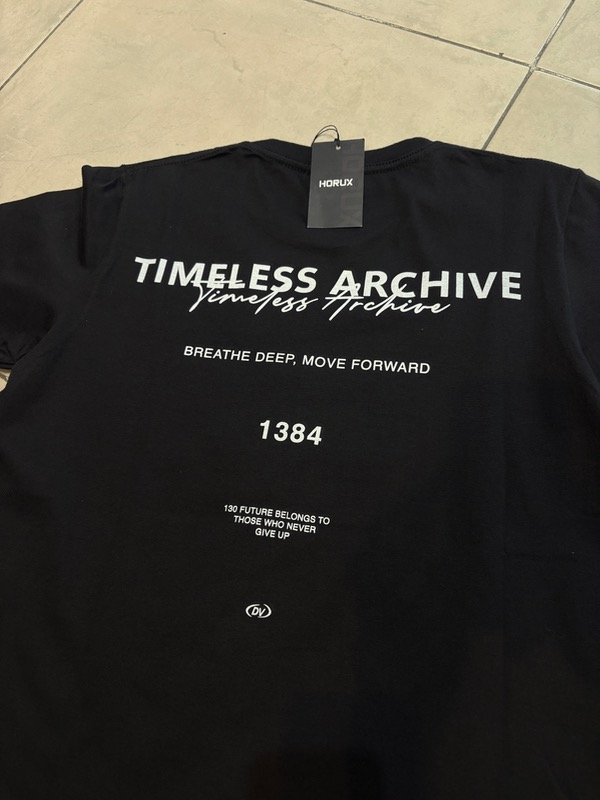 HORUX
TIMELESS ARCHIVE
Timeless Archive
BREATHE DEEP, MOVE FORWARD
1384
130 FUTURE BELONGS TO
THOSE WHO NEVER
GIVE UP
DV